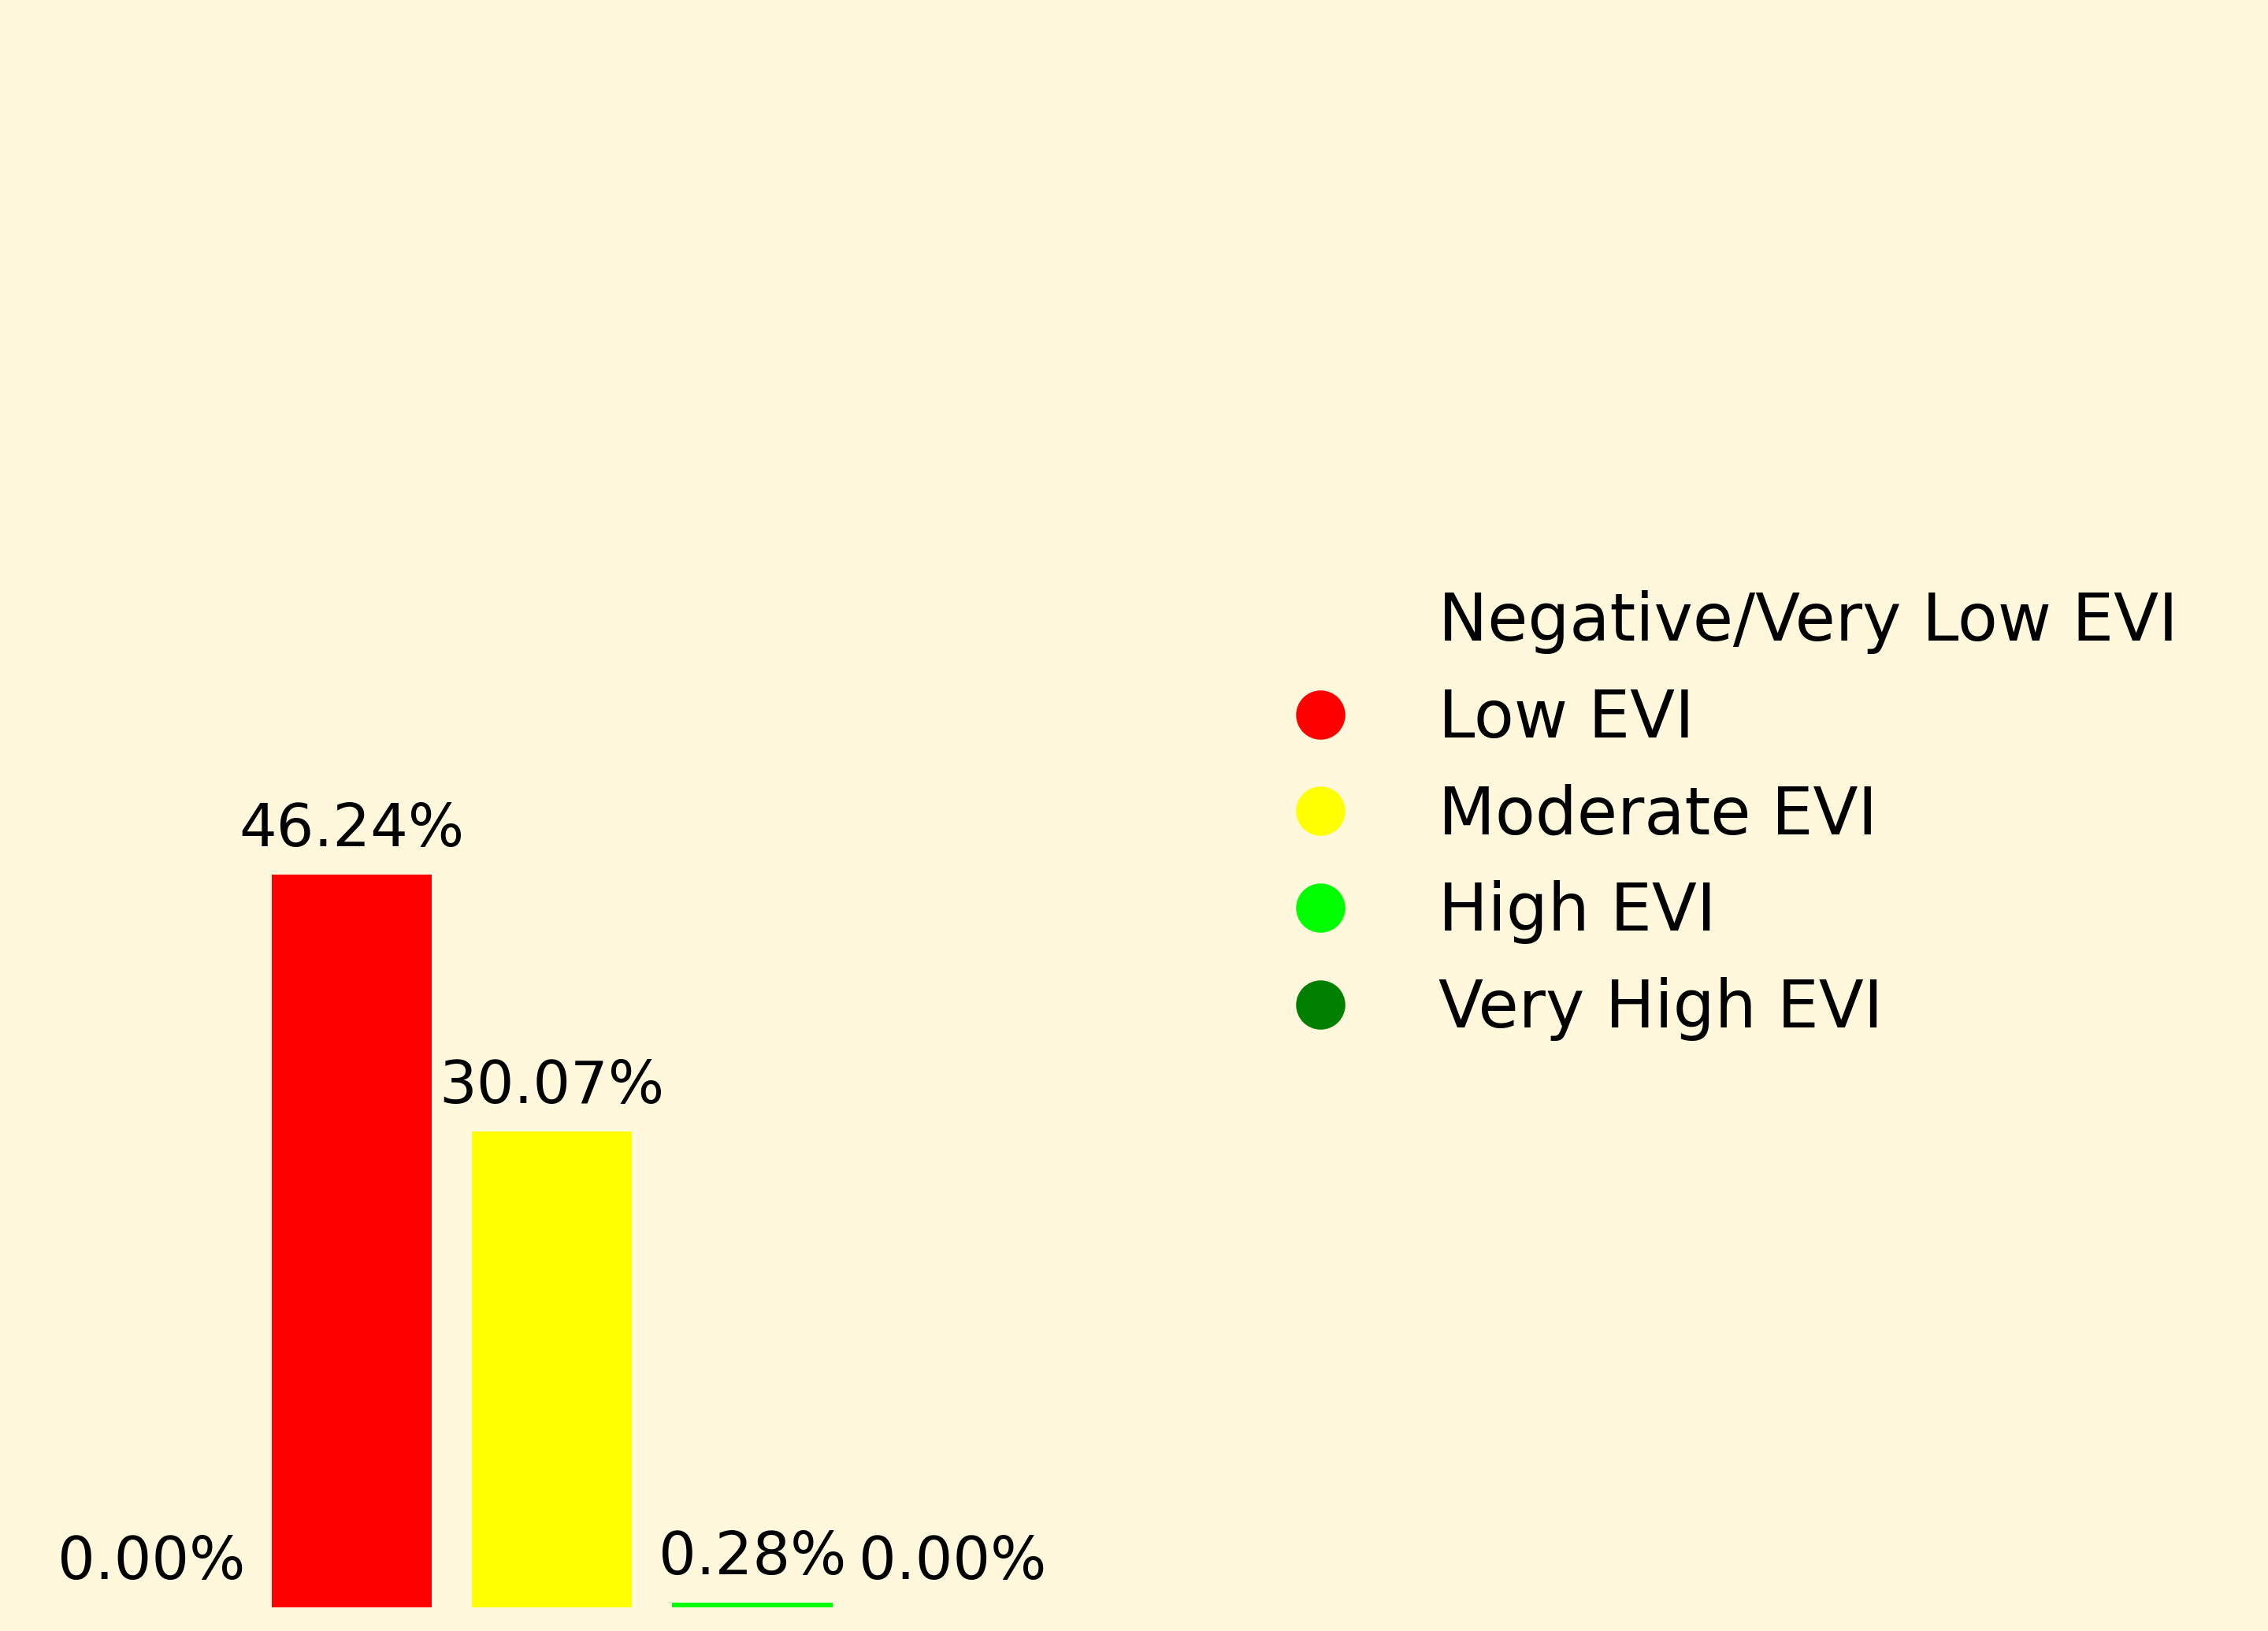 Negative/Very Low EVI
Low EVI
Moderate EVI
High EVI
Very High EVI
46.24%
30.07%
0.00%
0.28%
0.00%